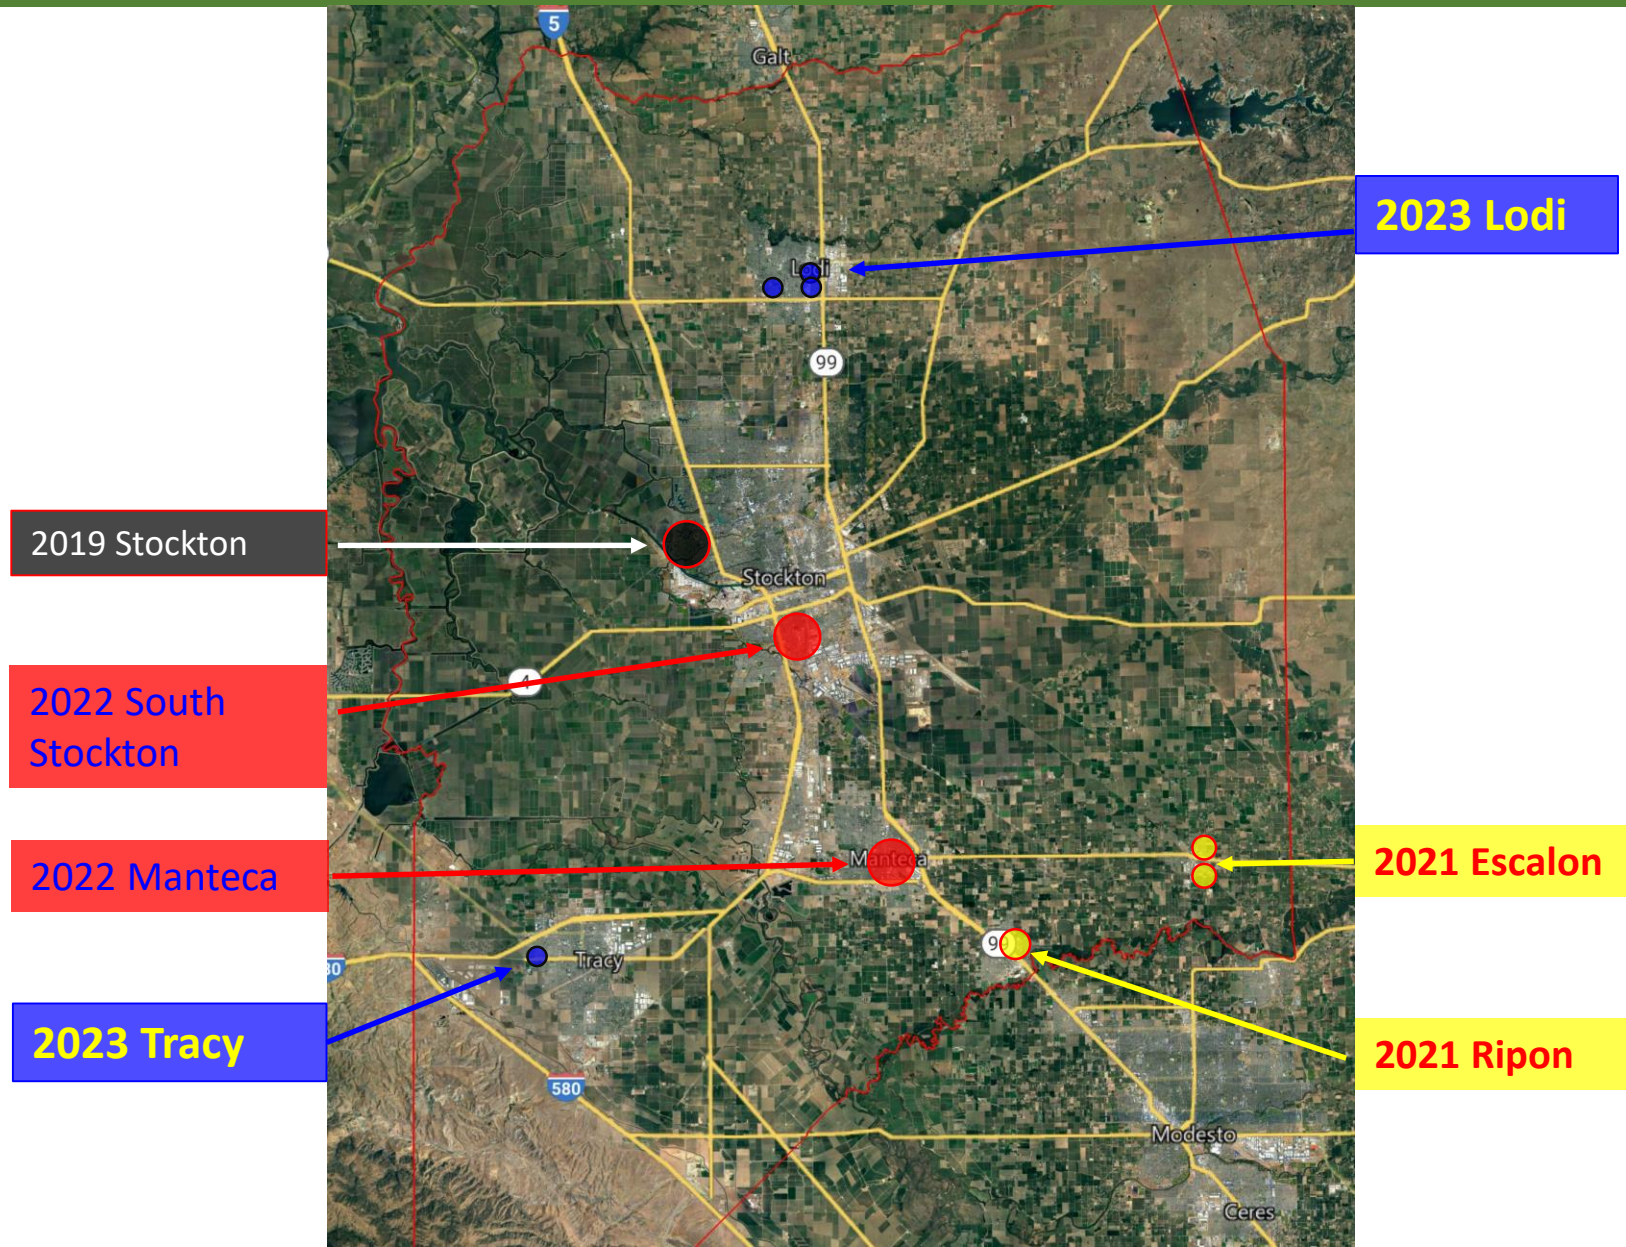 5
Galt
2023 Lodi
Lodi
99
2019 Stockton
Stockton
2022 South
Stockton
4
2022 Manteca
Manteca
2021 Escalon
99
Tracy
2023 Tracy
2021 Ripon
580
Modesto
Ceres